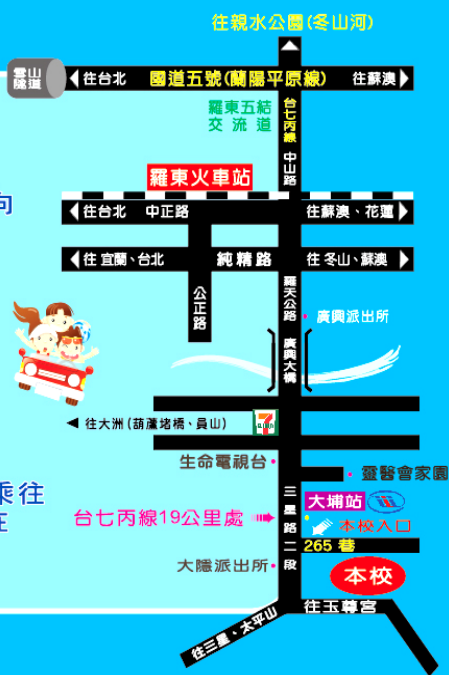 往親水公園(冬山河)
雪山
隧道
往台北
國道五號(蘭陽平原線)
往蘇澳
羅東五結
交流道
台七丙線
中山路
羅東火車站
向
往台北
中正路
往蘇澳、花蓮
往宜蘭、台北
純精路
往冬山、蘇澳
公正路
羅天公路
廣興派出所
廣興大橋
往大洲(葫蘆堵橋、員山)
7
生命電視台
靈醫會家園
乘往
在
三星路二段
大埔站
台七丙線19公里處
本校入口
265巷
大隱派出所
本校
往三星、太平山
往玉尊宮